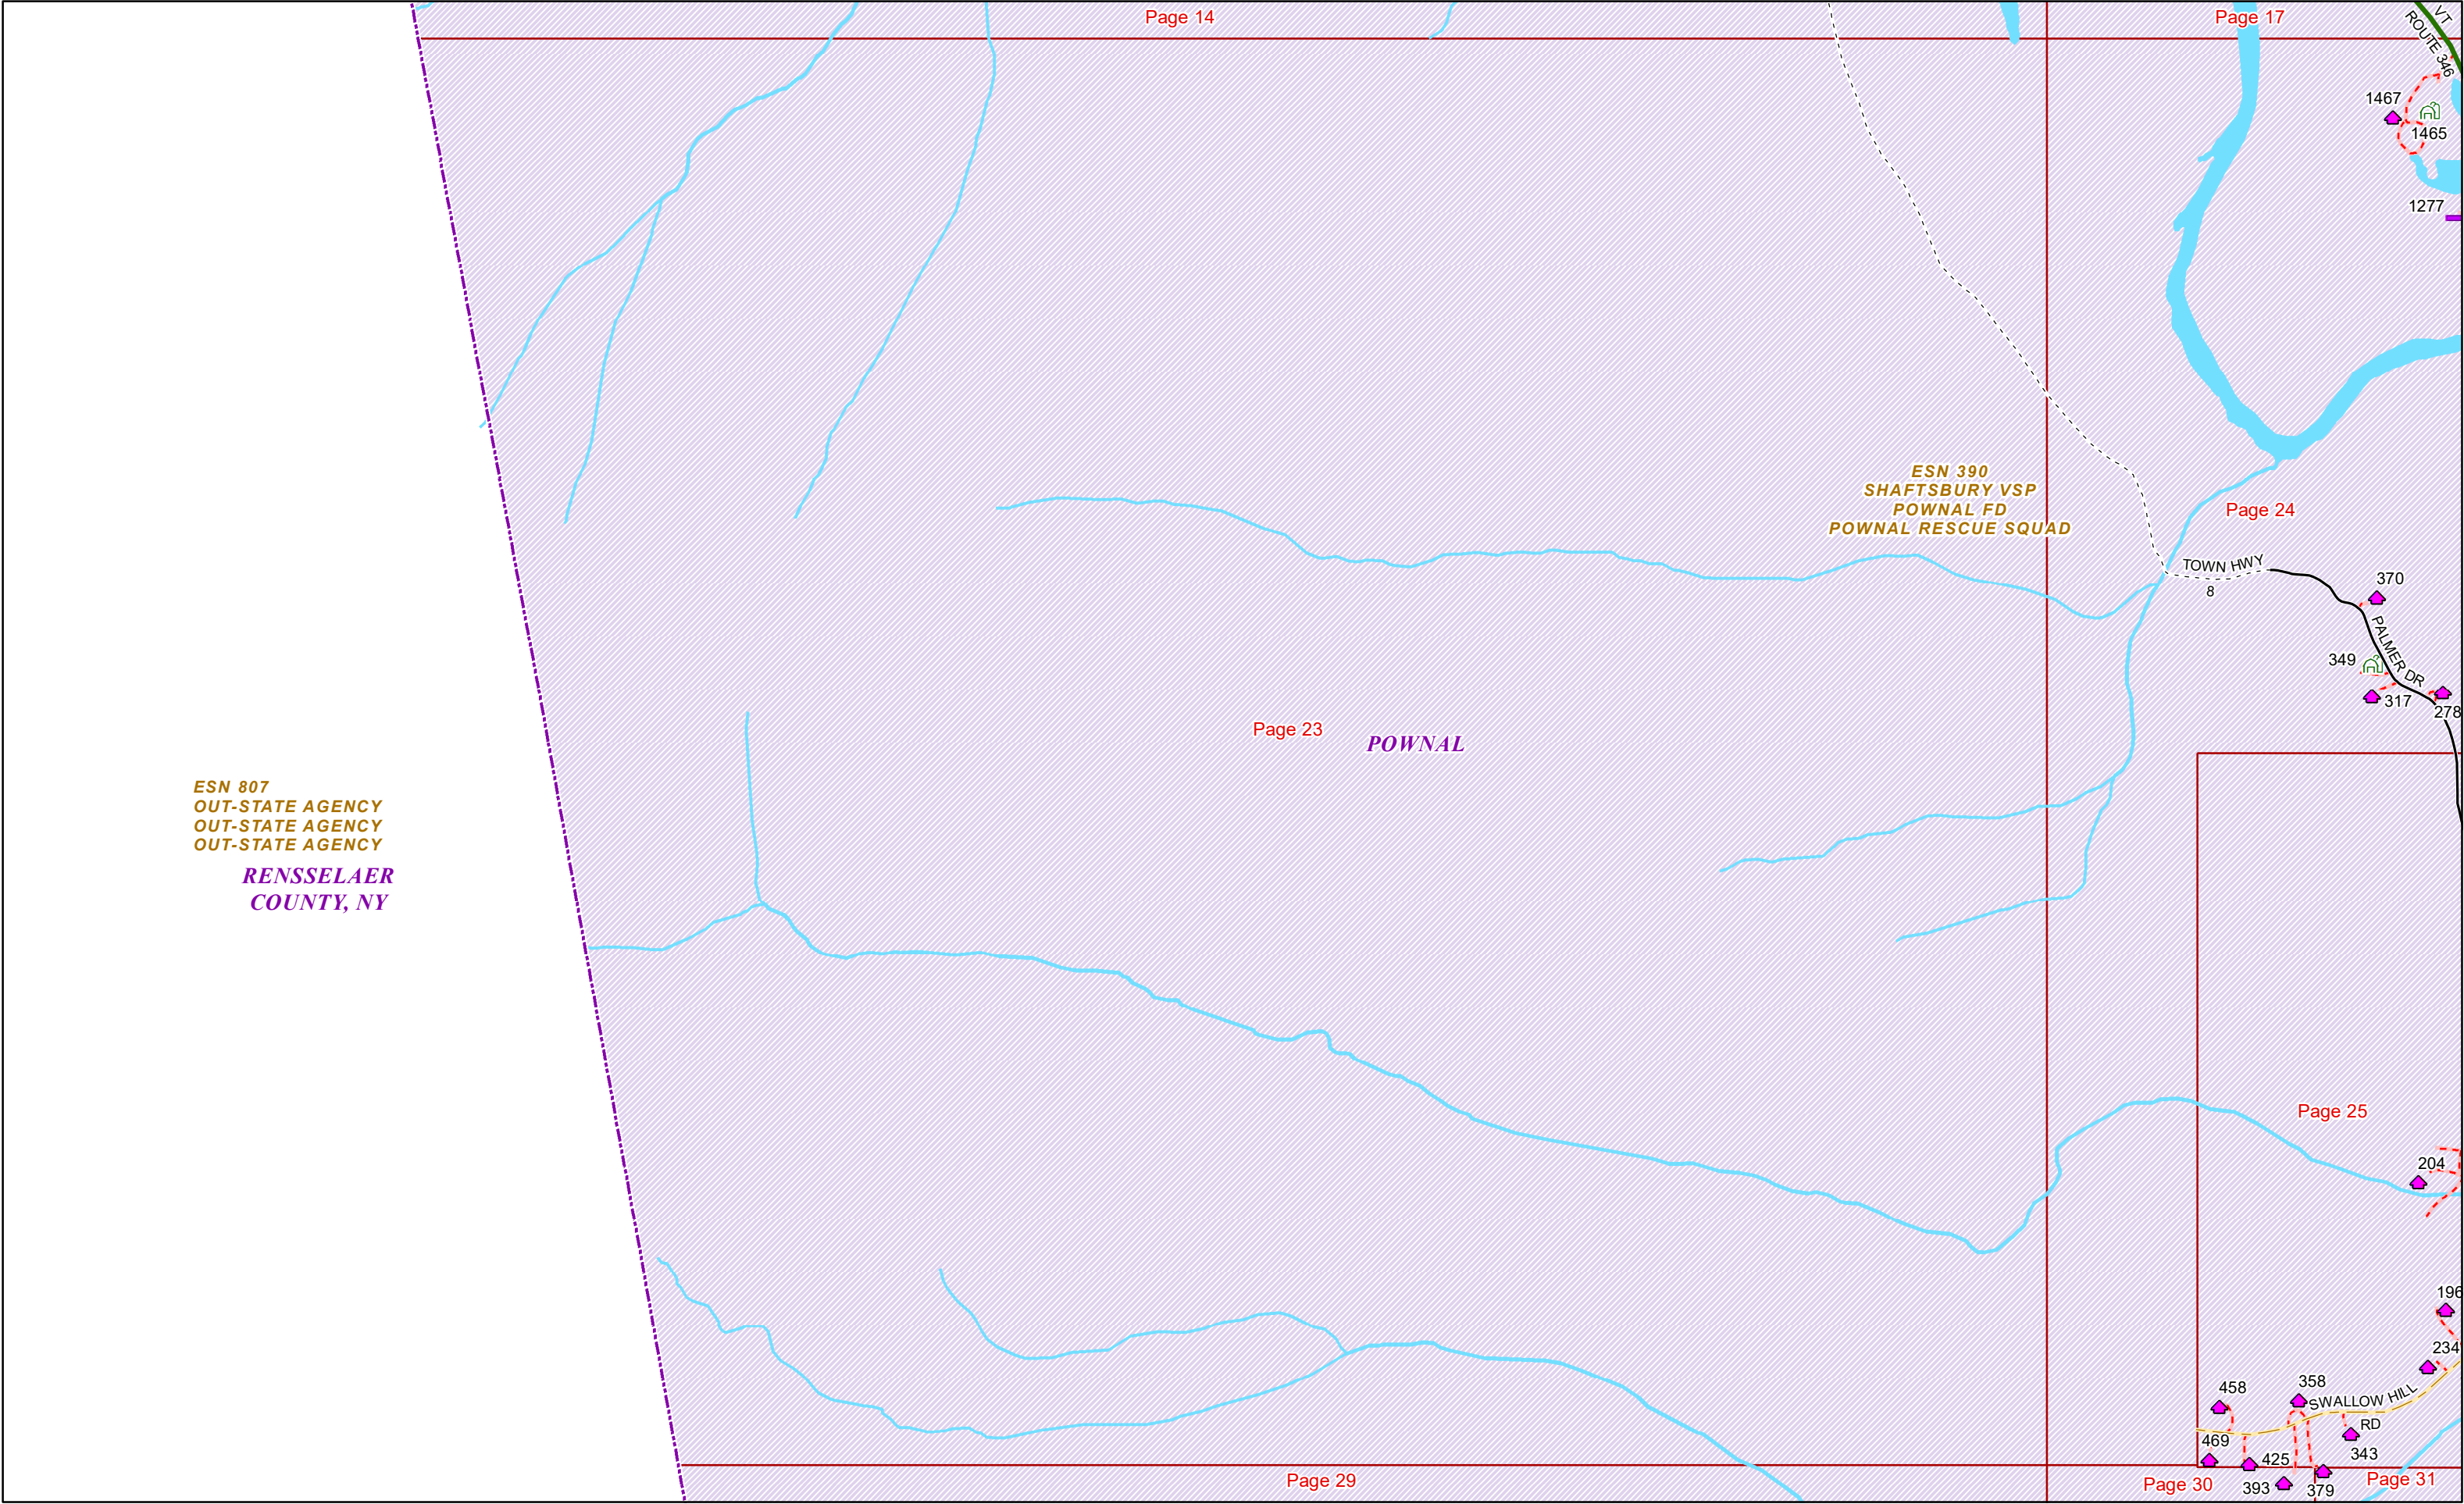 Page 14
Page 17
VT
ROUTE 346
1467
1465
1277
ESN 390
SHAFTSBURY VSP
POWNAL FD
POWNAL RESCUE SQUAD
Page 24
TOWN HWY
8
370
PALMER DR
349
317
278
Page 23
POWNAL
ESN 807
OUT-STATE AGENCY
OUT-STATE AGENCY
OUT-STATE AGENCY
RENSSELAER
COUNTY, NY
Page 25
204
196
234
358
458
SWALLOW HILL
RD
469
425
343
Page 29
Page 30
393
379
Page 31